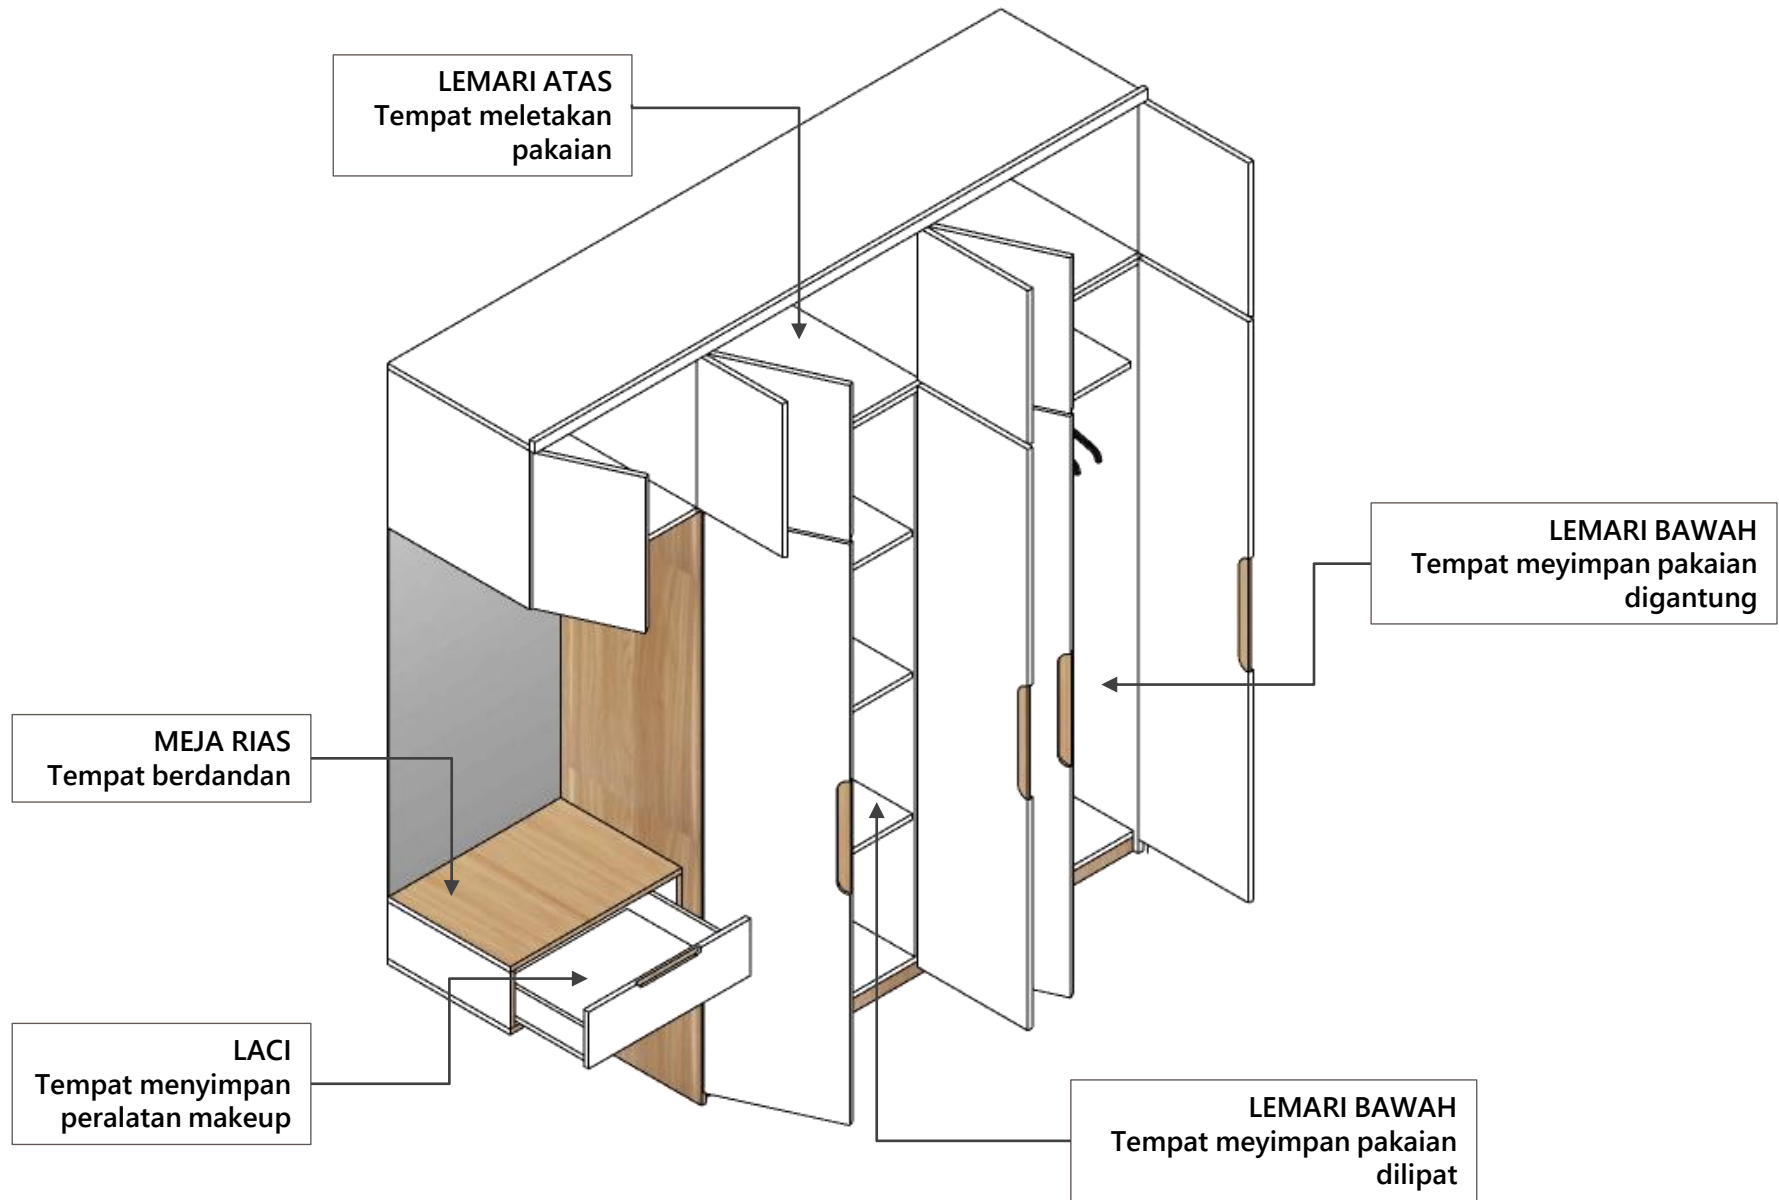 LEMARI ATAS
Tempat meletakan
pakaian
LEMARI BAWAH
Tempat meyimpan pakaian
digantung
MEJA RIAS
Tempat berdandan
LACI
Tempat menyimpan
peralatan makeup
LEMARI BAWAH
Tempat meyimpan pakaian
dilipat